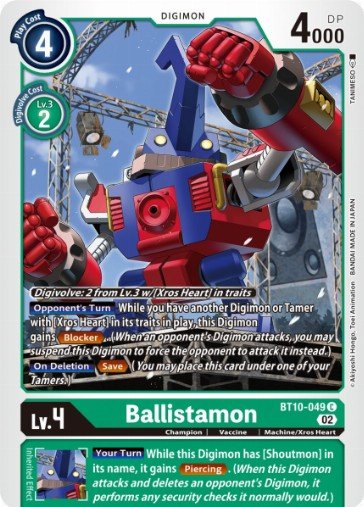 DIGIMON
Play Cost
4
DP
4000
Digivolve Cost
Lv.3
2
TANIMESO
Digivolve: 2 from Lv.3 w/[Xros Heart] in traits
Opponent's Turn While you have another Digimon or Tamer
with [Xros Heart] in its traits in play, this Digimon
gains Blocker. (When an opponent's Digimon attacks, you may
suspend this Digimon to force the opponent to attack it instead.)
On Deletion Save (You may place this card under one of your
Tamers.)
© Akiyoshi Hongo, Toei Animation BANDAI MADE IN JAPAN
Lv.4
Ballistamon
BT10-049 C
02
Champion | Vaccine | Machine/Xros Heart
Inherited Effect
Your Turn While this Digimon has [Shoutmon] in
its name, it gains Piercing. (When this Digimon
attacks and deletes an opponent's Digimon, it
performs any security checks it normally would.)